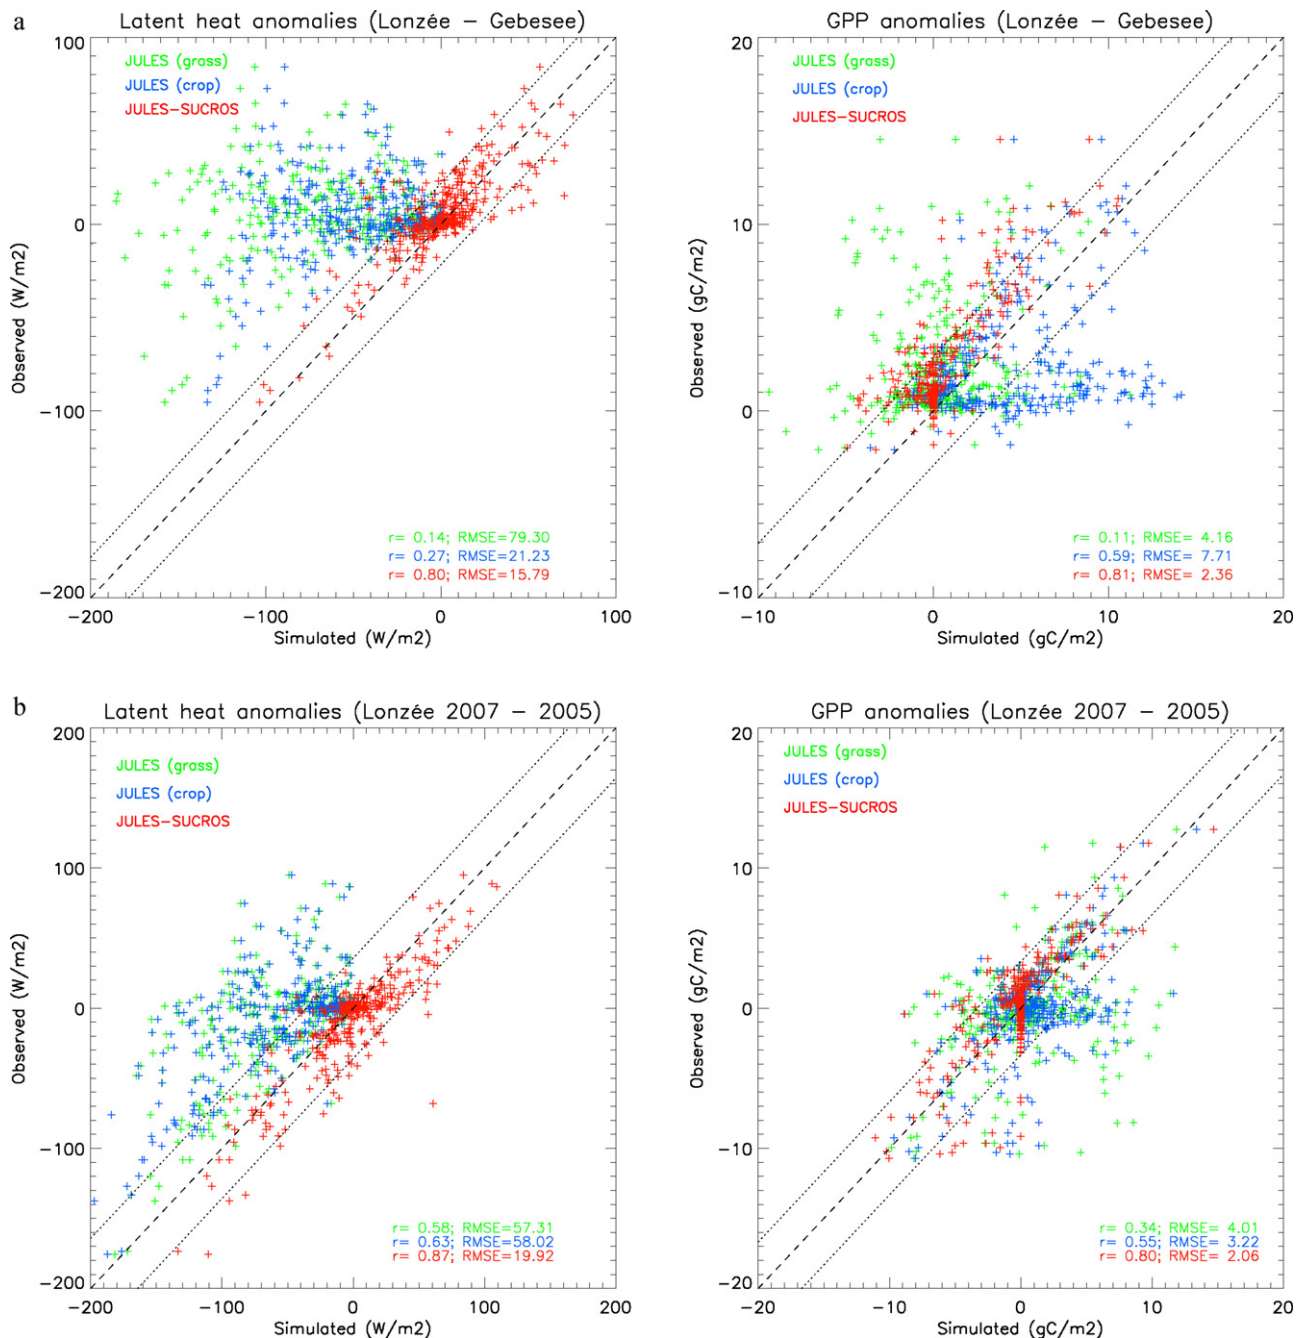 a
Latent heat anomalies (Lonzée – Gebesee)
100
0
−100
−200
Observed (W/m2)
JULES (grass)
JULES (crop)
JULES−SUCROS
r= 0.14; RMSE=79.30
r= 0.27; RMSE=21.23
r= 0.80; RMSE=15.79
−200 −100 0 100
Simulated (W/m2)
GPP anomalies (Lonzée – Gebesee)
20
10
0
−10
Observed (gC/m2)
JULES (grass)
JULES (crop)
JULES−SUCROS
r= 0.11; RMSE= 4.16
r= 0.59; RMSE= 7.71
r= 0.81; RMSE= 2.36
−10 0 10 20
Simulated (gC/m2)
b
Latent heat anomalies (Lonzée 2007 – 2005)
200
100
0
−100
−200
Observed (W/m2)
JULES (grass)
JULES (crop)
JULES−SUCROS
r= 0.58; RMSE=57.31
r= 0.63; RMSE=58.02
r= 0.87; RMSE=19.92
−200 −100 0 100 200
Simulated (W/m2)
GPP anomalies (Lonzée 2007 – 2005)
20
10
0
−10
−20
Observed (gC/m2)
JULES (grass)
JULES (crop)
JULES−SUCROS
r= 0.34; RMSE= 4.01
r= 0.55; RMSE= 3.22
r= 0.80; RMSE= 2.06
−20 −10 0 10 20
Simulated (gC/m2)